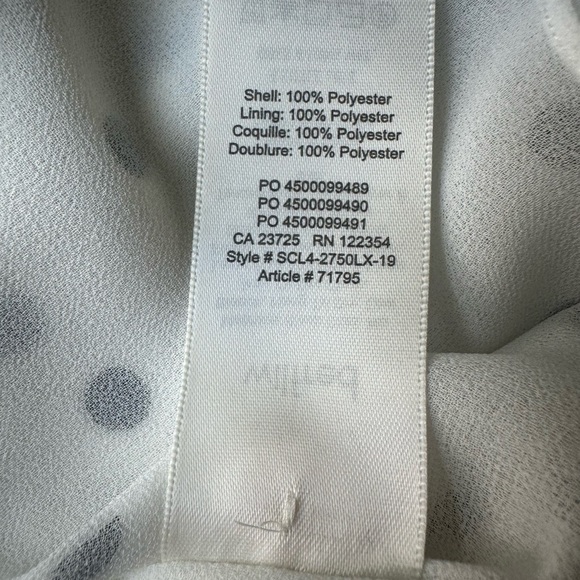 Shell: 100% Polyester
Lining: 100% Polyester
Coquille: 100% Polyester
Doublure: 100% Polyester
PO 4500099489
PO 4500099490
PO 4500099491
CA 23725 RN 122354
Style # SCL4-2750LX-19
Article # 71795
wilfred